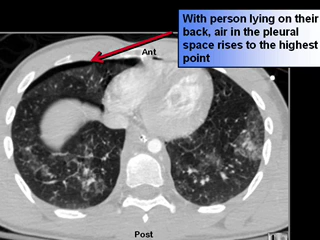 With person lying on their
back, air in the pleural
space rises to the highest
point
Ant
Post